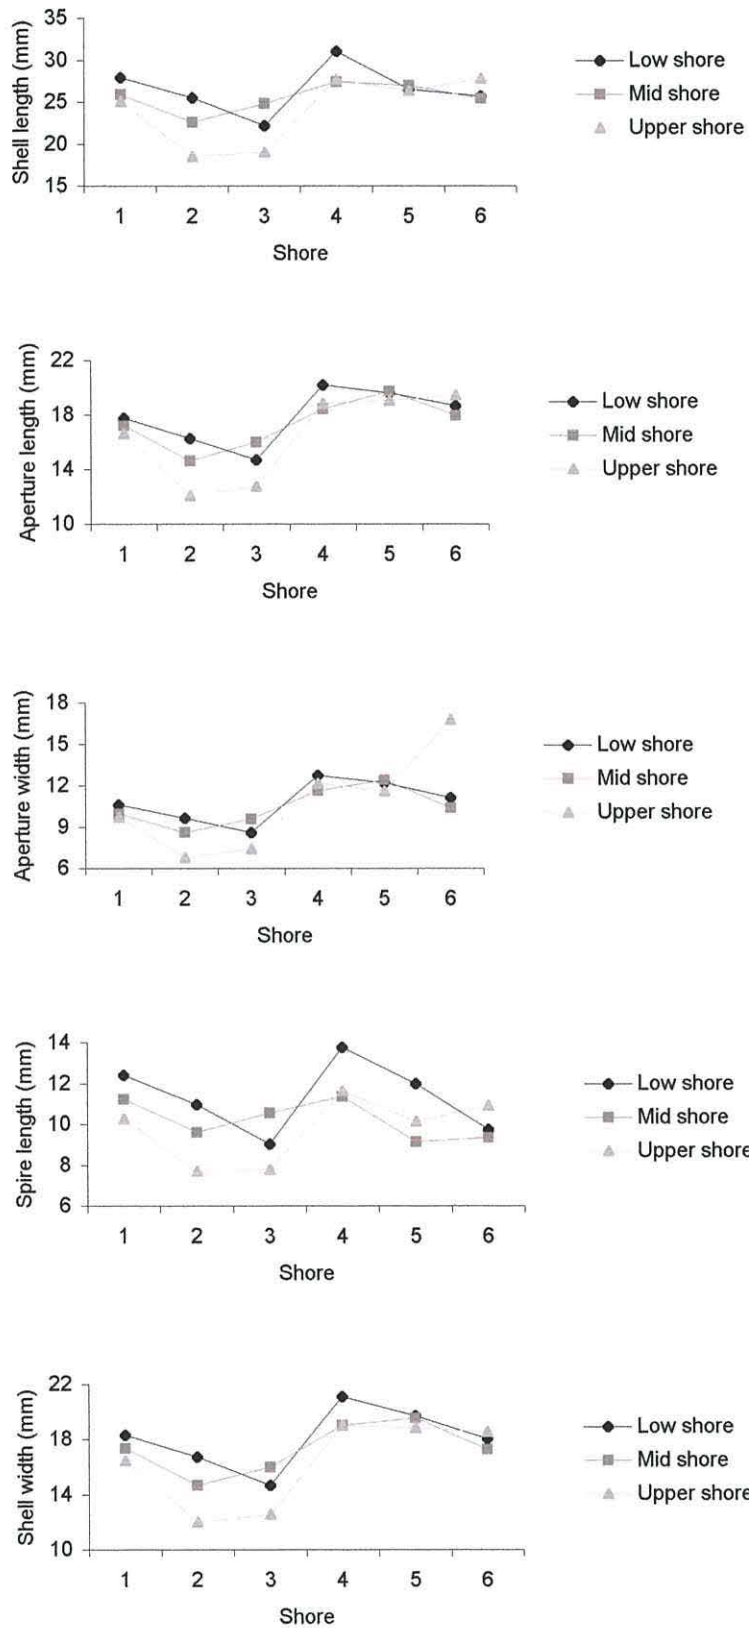 Shell length (mm)
35
30
25
20
15
1 2 3 4 5 6
Shore
Low shore
Mid shore
Upper shore
Aperture length (mm)
22
18
14
10
1 2 3 4 5 6
Shore
Low shore
Mid shore
Upper shore
Aperture width (mm)
18
15
12
9
6
1 2 3 4 5 6
Shore
Low shore
Mid shore
Upper shore
Spire length (mm)
14
12
10
8
6
1 2 3 4 5 6
Shore
Low shore
Mid shore
Upper shore
Shell width (mm)
22
18
14
10
1 2 3 4 5 6
Shore
Low shore
Mid shore
Upper shore